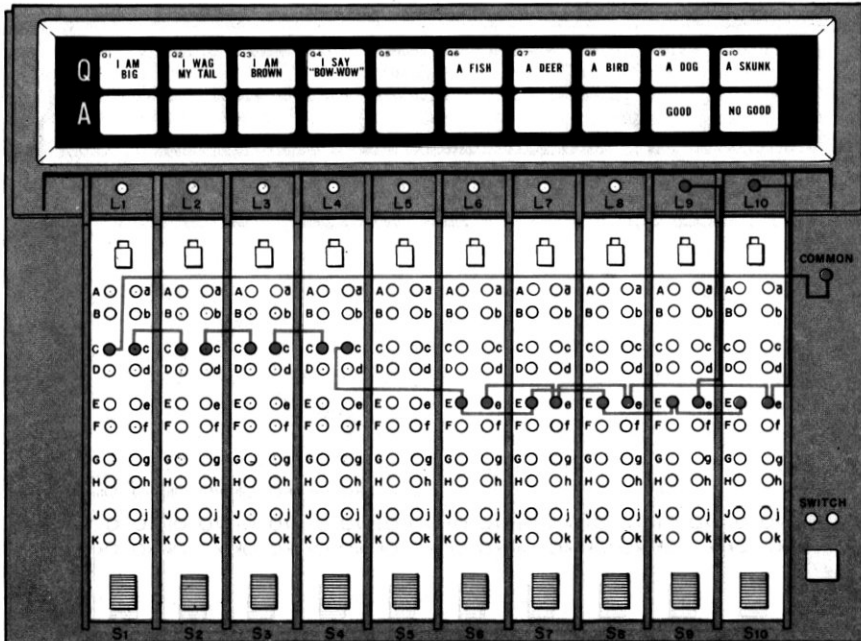 Q1 Q2 Q3 Q4 Q5 Q6 Q7 Q8 Q9 Q10
Q
I AM
BIG
I WAG
MY TAIL
I AM
BROWN
I SAY
"BOW-WOW"
A FISH
A DEER
A BIRD
A DOG
A SKUNK
A
GOOD
NO GOOD
L1 L2 L3 L4 L5 L6 L7 L8 L9 L10
COMMON
A a A a A a A a A a A a A a A a A a A a
B b B b B b B b B b B b B b B b B b B b
C c C c C c C c C c C c C c C c C c C c
D d D d D d D d D d D d D d D d D d D d
E e E e E e E e E e E e E e E e E e E e
F f F f F f F f F f F f F f F f F f F f
G g G g G g G g G g G g G g G g G g G g
H h H h H h H h H h H h H h H h H h H h
SWITCH
J j J j J j J j J j J j J j J j J j J j
K k K k K k K k K k K k K k K k K k K k
S1 S2 S3 S4 S5 S6 S7 S8 S9 S10